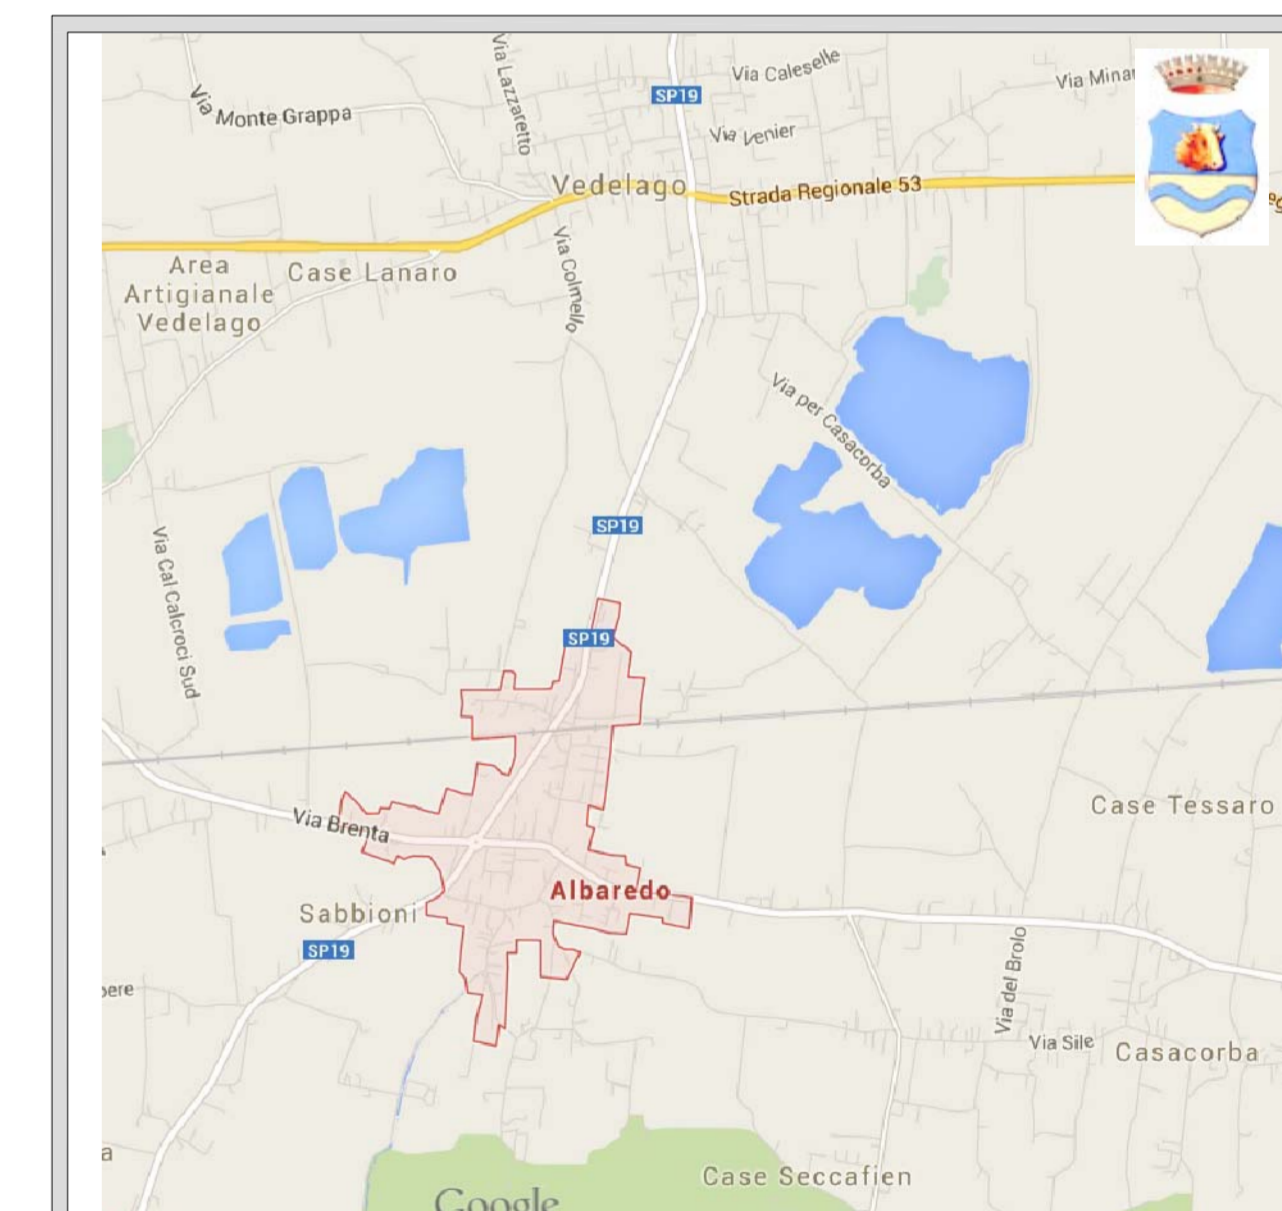 Via Lazzaretto
Via Caleselle
Via Monte Grappa
SP19
Via Venier
Vedelago
Strada Regionale 53
Area
Artigianale
Vedelago
Case Lanaro
Via Colmello
Via per Casacorba
SP19
Via Cal Calcroci Sud
SP19
Via Brenta
Case Tessaro
Albaredo
Sabbioni
SP19
Via del Brolo
Via Sile
Casacorba
Case Seccafien
Google